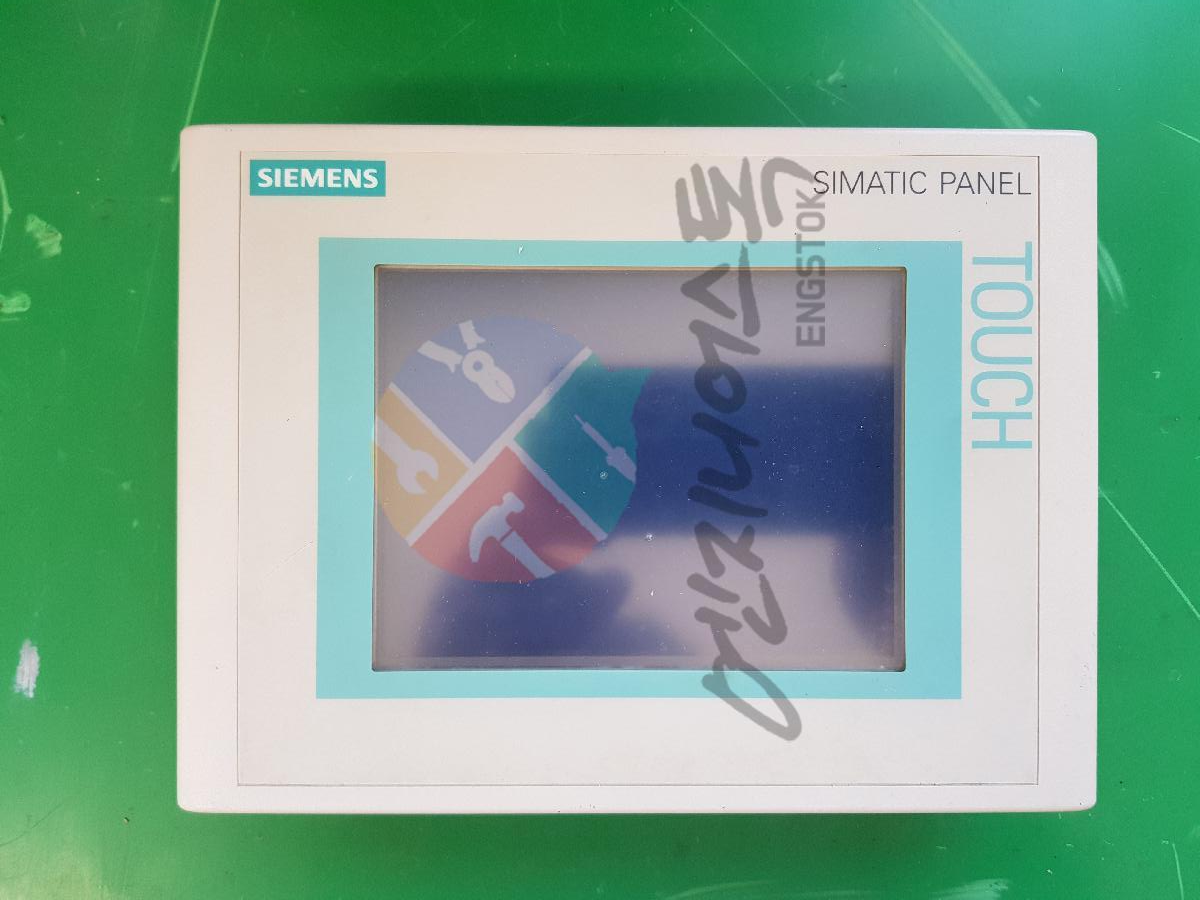 SIEMENS
SIMATIC PANEL
TOUCH
엔지니어스톡
ENGSTOK